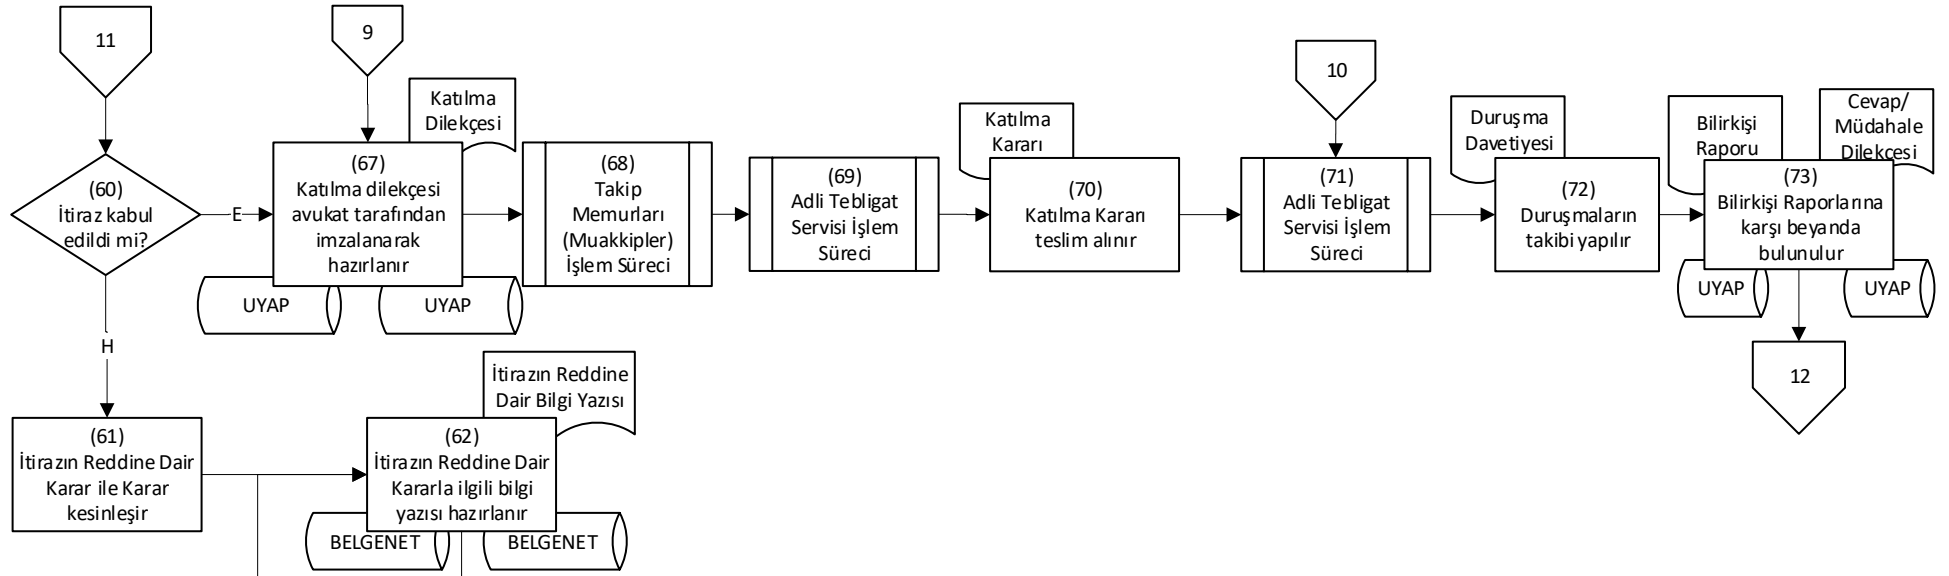 11
9
10
Katılma
Dilekçesi
Katılma
Kararı
Duruşma
Davetiyesi
Bilirkişi
Raporu
Cevap/
Müdahale
Dilekçesi
(60)
İtiraz kabul
edildi mi?
E
(67)
Katılma dilekçesi
avukat tarafından
imzalanarak
hazırlanır
UYAP
UYAP
(68)
Takip
Memurları
(Muakkipler)
İşlem Süreci
(69)
Adli Tebligat
Servisi İşlem
Süreci
(70)
Katılma Kararı
teslim alınır
(71)
Adli Tebligat
Servisi İşlem
Süreci
(72)
Duruşmaların
takibi yapılır
(73)
Bilirkişi Raporlarına
karşı beyanda
bulunulur
UYAP
UYAP
12
H
(61)
İtirazın Reddine Dair
Karar ile Karar
kesinleşir
İtirazın Reddine
Dair Bilgi Yazısı
(62)
İtirazın Reddine Dair
Kararla ilgili bilgi
yazısı hazırlanır
BELGENET
BELGENET